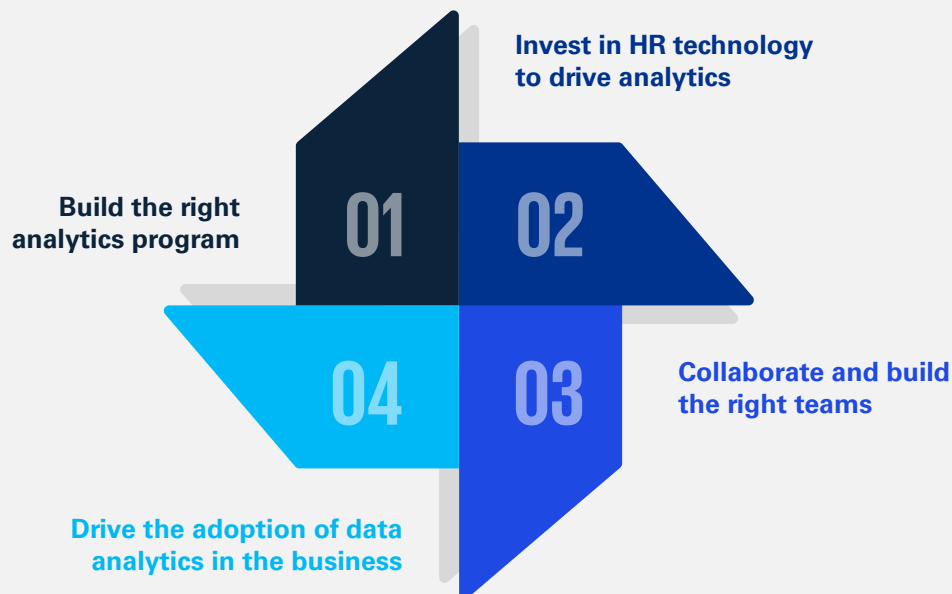 01
Build the right
analytics program
02
Invest in HR technology
to drive analytics
03
Collaborate and build
the right teams
04
Drive the adoption of data
analytics in the business